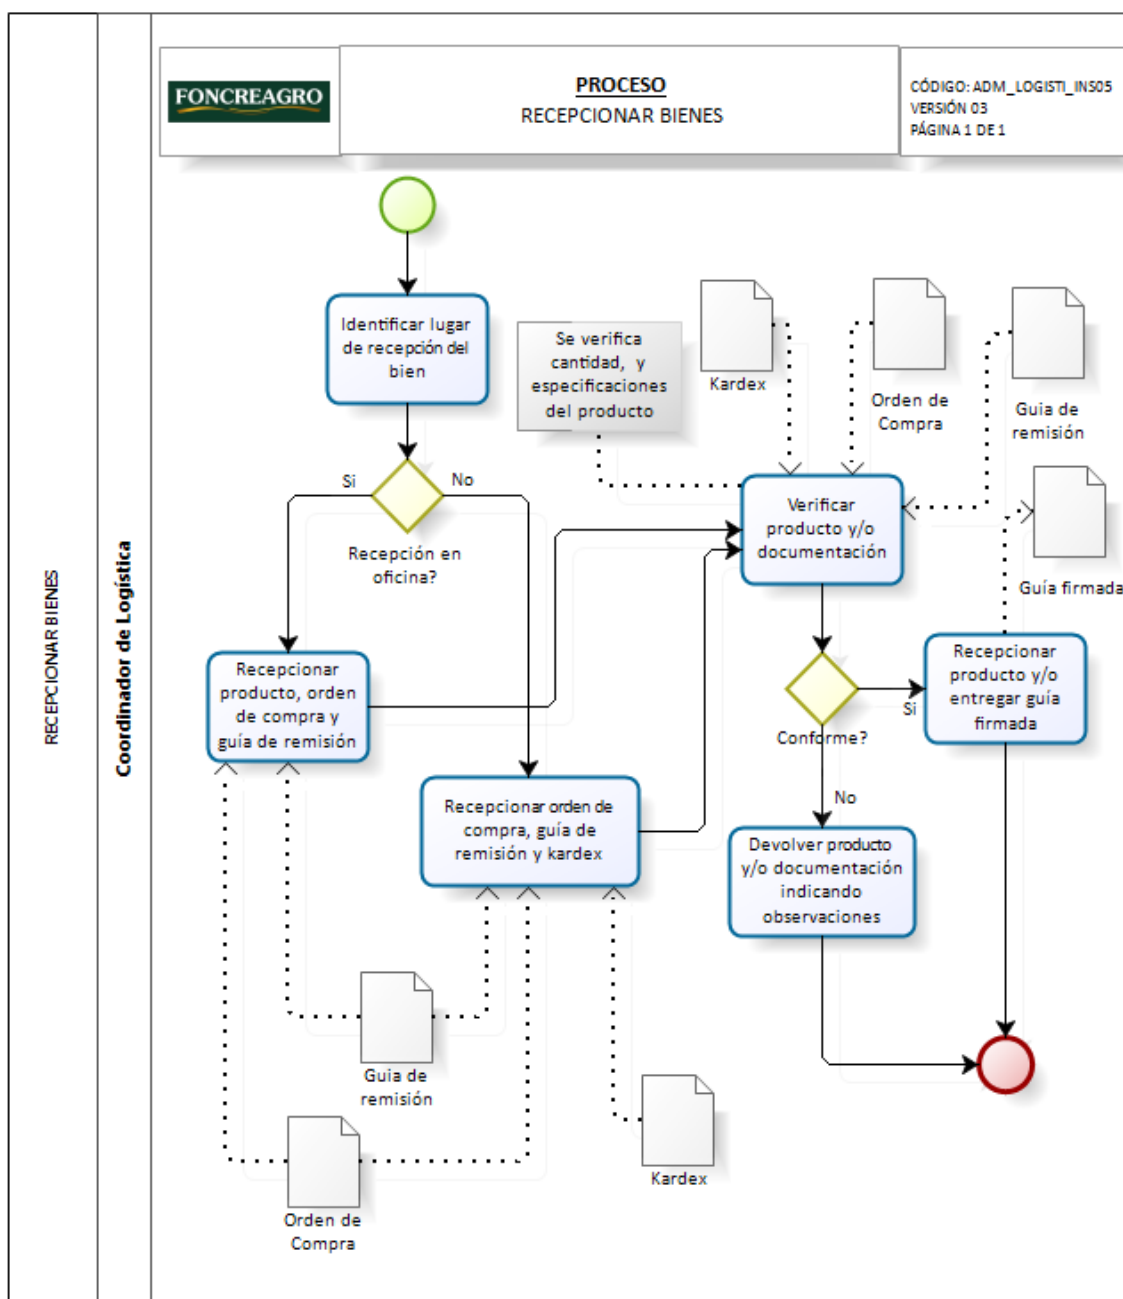 FONCREAGRO
PROCESO
RECEPCIONAR BIENES
CÓDIGO: ADM_LOGISTI_INS05
VERSIÓN 03
PÁGINA 1 DE 1
RECEPCIONAR BIENES
Coordinador de Logística
Identificar lugar
de recepción del
bien
Se verifica
cantidad, y
especificaciones
del producto
Kardex
Orden de
Compra
Guia de
remisión
Si
No
Recepción en
oficina?
Verificar
producto y/o
documentación
Guía firmada
Recepcionar
producto, orden
de compra y
guía de remisión
Recepcionar
producto y/o
entregar guía
firmada
Si
Conforme?
No
Recepcionar orden de
compra, guía de
remisión y kardex
Devolver producto
y/o documentación
indicando
observaciones
Guia de
remisión
Kardex
Orden de
Compra